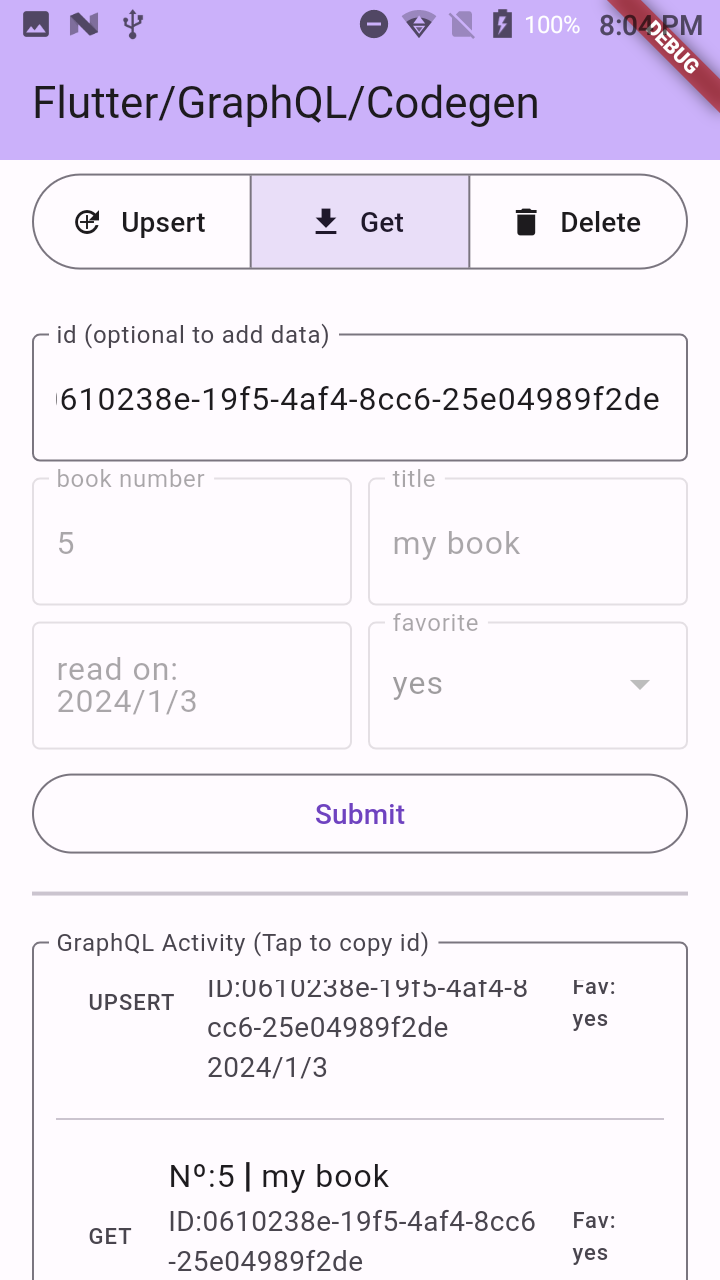 100% 8:04 PM
DEBUG
Flutter/GraphQL/Codegen
Upsert Get Delete
id (optional to add data)
0610238e-19f5-4af4-8cc6-25e04989f2de
book number title
5 my book
favorite
read on: yes
2024/1/3
Submit
GraphQL Activity (Tap to copy id)
UPSERT ID:0610238e-19f5-4af4-8 Fav:
cc6-25e04989f2de yes
2024/1/3
Nº:5 | my book
GET ID:0610238e-19f5-4af4-8cc6 Fav:
-25e04989f2de yes